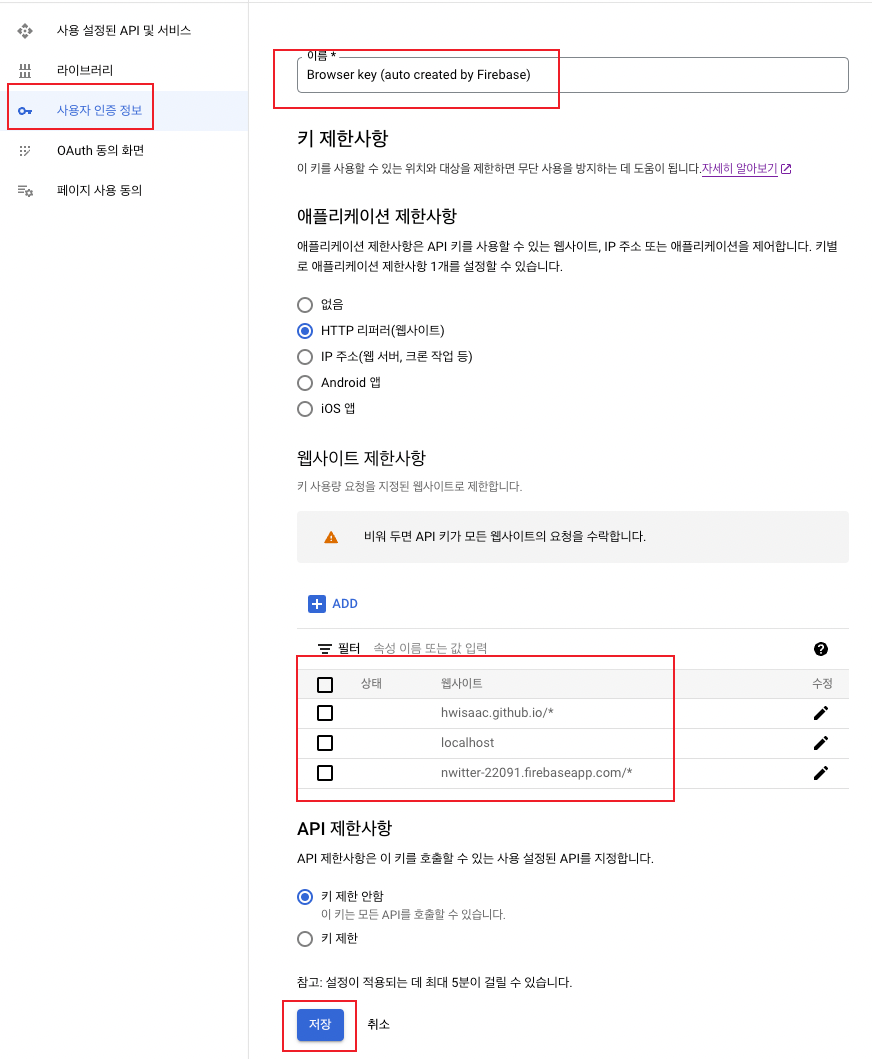 사용 설정된 API 및 서비스
라이브러리
사용자 인증 정보
OAuth 동의 화면
페이지 사용 동의
이름 *
Browser key (auto created by Firebase)
키 제한사항
이 키를 사용할 수 있는 위치와 대상을 제한하면 무단 사용을 방지하는 데 도움이 됩니다.자세히 알아보기
애플리케이션 제한사항
애플리케이션 제한사항은 API 키를 사용할 수 있는 웹사이트, IP 주소 또는 애플리케이션을 제어합니다. 키별
로 애플리케이션 제한사항 1개를 설정할 수 있습니다.
없음
HTTP 리퍼러(웹사이트)
IP 주소(웹 서버, 크론 작업 등)
Android 앱
iOS 앱
웹사이트 제한사항
키 사용량 요청을 지정된 웹사이트로 제한합니다.
비워 두면 API 키가 모든 웹사이트의 요청을 수락합니다.
ADD
필터 속성 이름 또는 값 입력
상태 웹사이트 수정
hwisaac.github.io/*
localhost
nwitter-22091.firebaseapp.com/*
API 제한사항
API 제한사항은 이 키를 호출할 수 있는 사용 설정된 API를 지정합니다.
키 제한 안함
이 키는 모든 API를 호출할 수 있습니다.
키 제한
참고: 설정이 적용되는 데 최대 5분이 걸릴 수 있습니다.
저장 취소